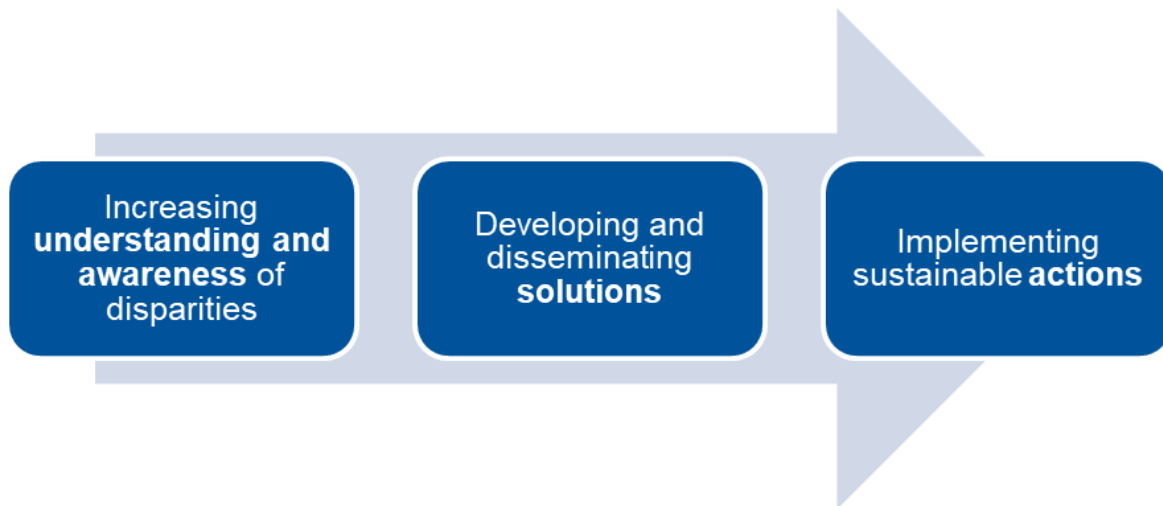 Increasing
understanding and
awareness of
disparities
Developing and
disseminating
solutions
Implementing
sustainable actions